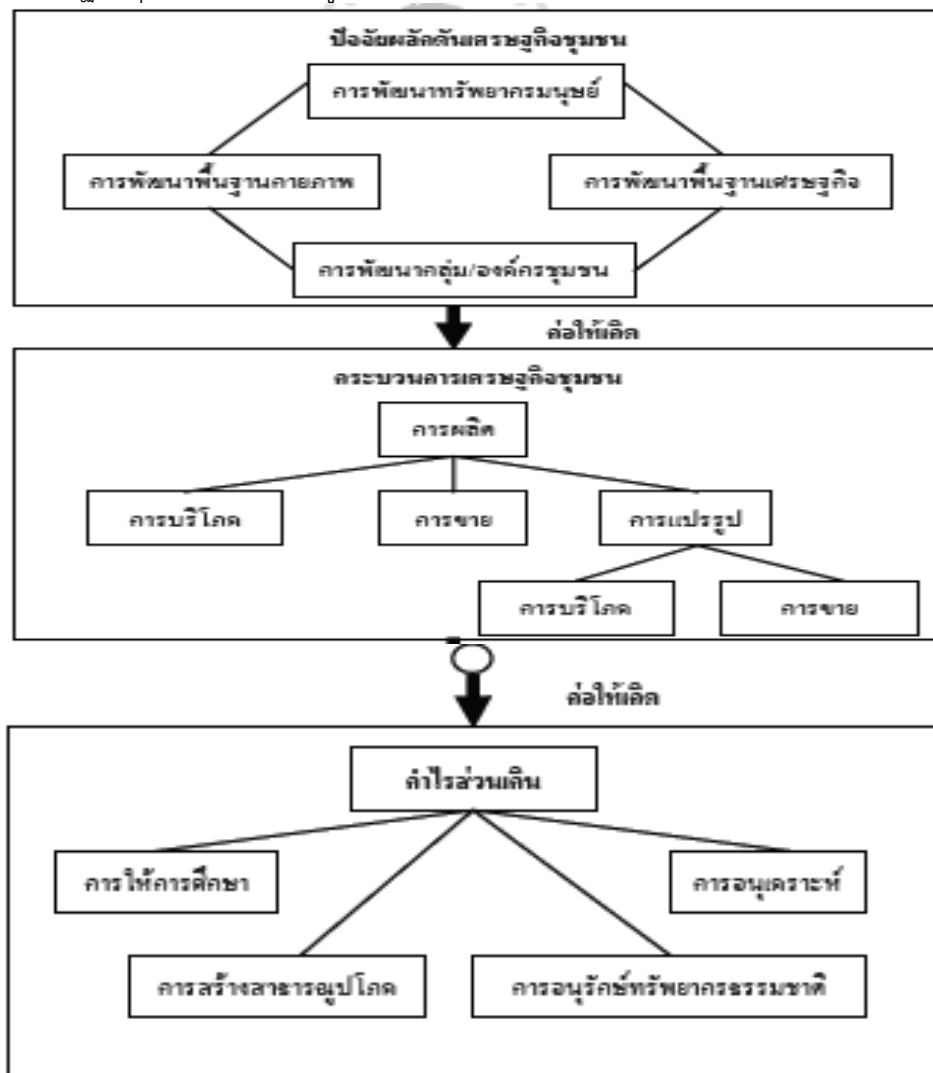 ปัจจัยผลักดันเศรษฐกิจชุมชน
การพัฒนาทรัพยากรมนุษย์
การพัฒนาพื้นฐานกายภาพ
การพัฒนาพื้นฐานเศรษฐกิจ
การพัฒนากลุ่ม/องค์กรชุมชน
ก่อให้เกิด
กระบวนการเศรษฐกิจชุมชน
การผลิต
การบริโภค
การขาย
การแปรรูป
การบริโภค
การขาย
ก่อให้เกิด
กำไรส่วนเกิน
การให้การศึกษา
การอนุเคราะห์
การสร้างสาธารณูปโภค
การอนุรักษ์ทรัพยากรธรรมชาติ